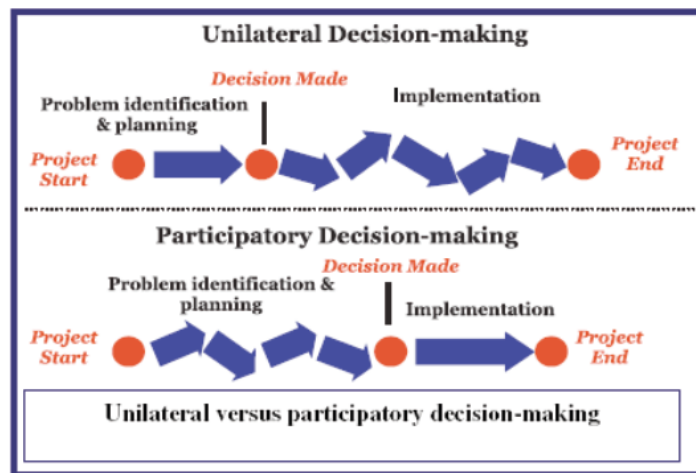 Unilateral Decision-making
Decision Made
Problem identification
& planning
Implementation
Project
Start
Project
End
Participatory Decision-making
Decision Made
Problem identification &
planning
Implementation
Project
Start
Project
End
Unilateral versus participatory decision-making